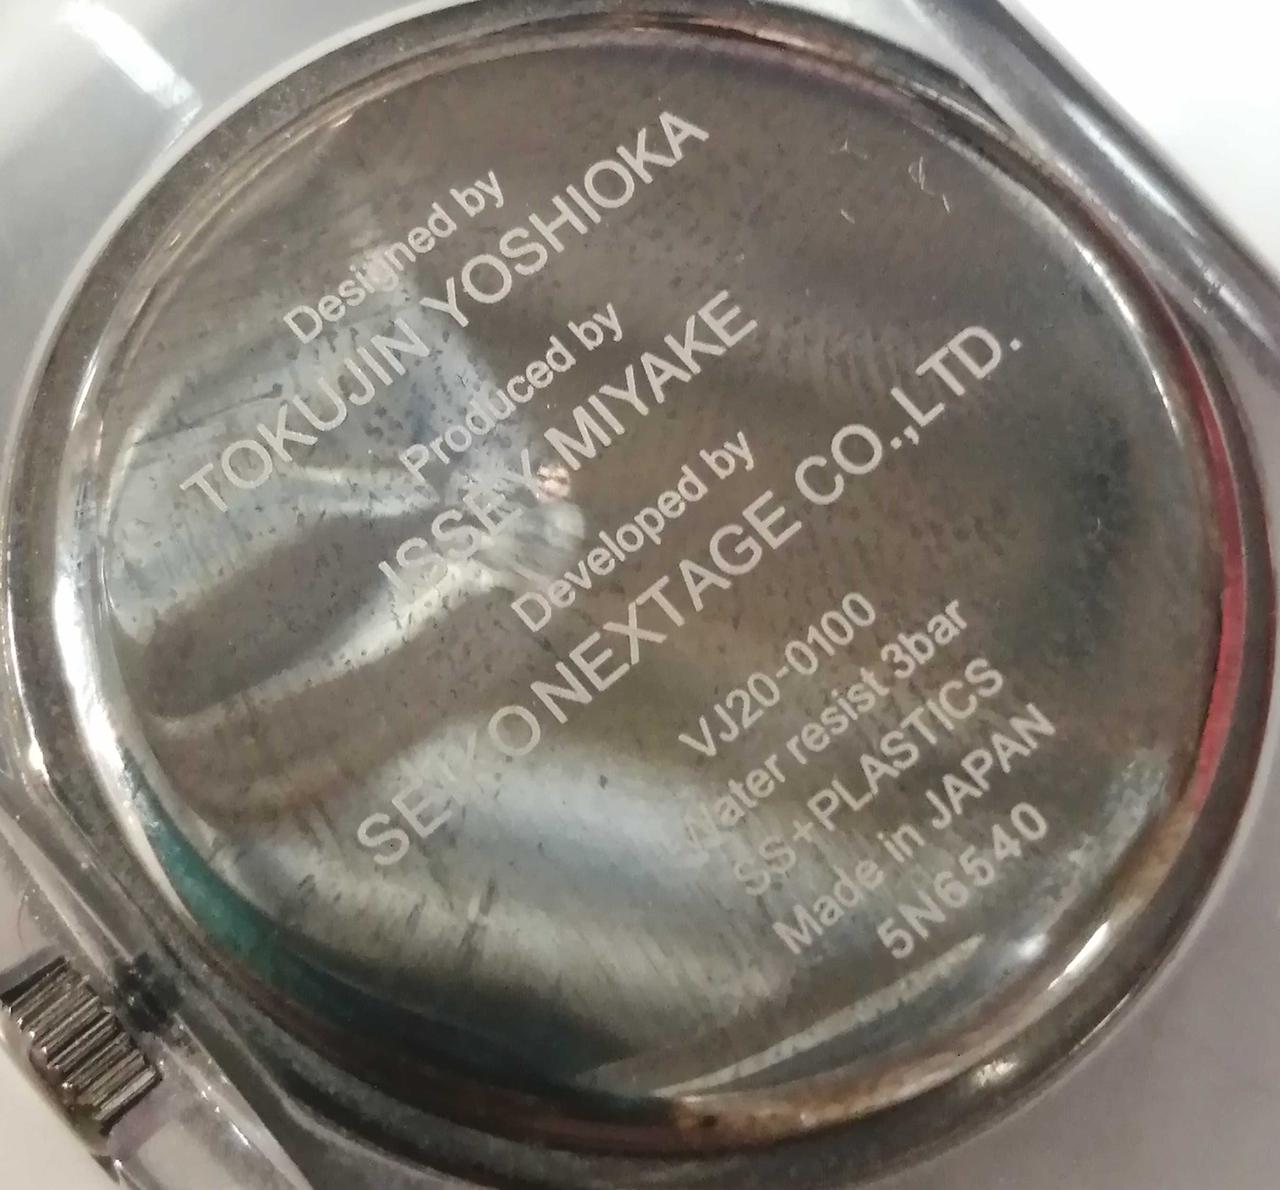 Designed by
TOKUJIN YOSHIOKA
Produced by
ISSEY MIYAKE
Developed by
SEIKO NEXTAGE CO.,LTD.
VJ20-0100
Water resist 3bar
SS+PLASTICS
Made in JAPAN
5N6540